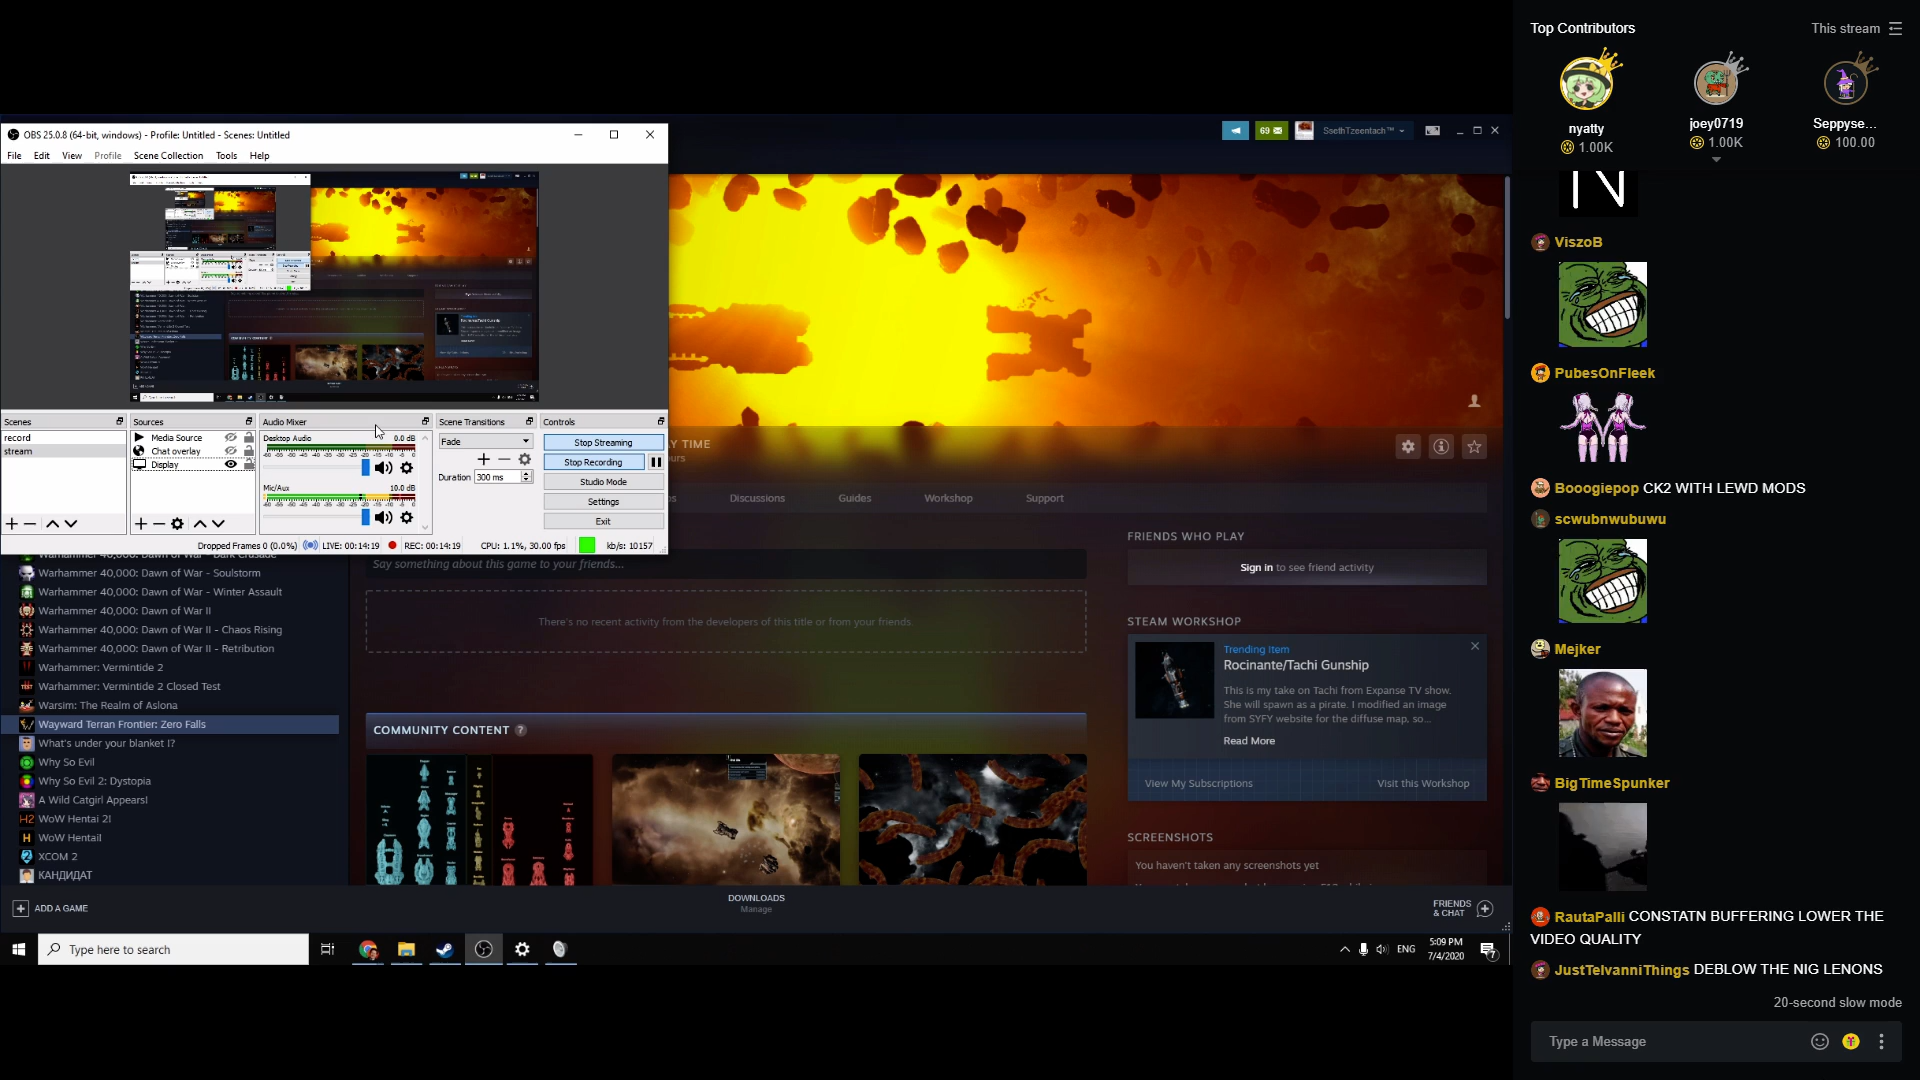 OBS 25.0.8 (64-bit, windows) - Profile: Untitled - Scenes: Untitled
File Edit View Profile Scene Collection Tools Help
Scenes
record
stream
Sources
Media Source
Chat overlay
Display
Audio Mixer
Desktop Audio 0.0 dB
Mic/Aux 10.0 dB
Scene Transitions
Fade
Duration 300 ms
Controls
Stop Streaming
Stop Recording
Studio Mode
Settings
Exit
Dropped Frames 0 (0.0%) LIVE: 00:14:19 REC: 00:14:19 CPU: 1.1%, 30.00 fps kb/s: 10157
69 SsethTzeentach™
Y TIME
urs
Discussions Guides Workshop Support
Say something about this game to your friends...
There's no recent activity from the developers of this title or from your friends.
Warhammer 40,000: Dawn of War - Dark Crusade
Warhammer 40,000: Dawn of War - Soulstorm
Warhammer 40,000: Dawn of War - Winter Assault
Warhammer 40,000: Dawn of War II
Warhammer 40,000: Dawn of War II - Chaos Rising
Warhammer 40,000: Dawn of War II - Retribution
Warhammer: Vermintide 2
Warhammer: Vermintide 2 Closed Test
Warsim: The Realm of Aslona
Wayward Terran Frontier: Zero Falls
What's under your blanket !?
Why So Evil
Why So Evil 2: Dystopia
A Wild Catgirl Appears!
WoW Hentai 2!
WoW Hentai!
XCOM 2
КАНДИДАТ
COMMUNITY CONTENT ?
FRIENDS WHO PLAY
Sign in to see friend activity
STEAM WORKSHOP
Trending Item
Rocinante/Tachi Gunship
This is my take on Tachi from Expanse TV show.
She will spawn as a pirate. I modified an image
from SYFY website for the diffuse map, so...
Read More
View My Subscriptions Visit this Workshop
SCREENSHOTS
You haven't taken any screenshots yet
ADD A GAME
DOWNLOADS
Manage
FRIENDS
& CHAT
Type here to search
ENG
5:09 PM
7/4/2020
7
Top Contributors This stream
nyatty
1.00K
joey0719
1.00K
Seppyse...
100.00
N
ViszoB
PubesOnFleek
Booogiepop CK2 WITH LEWD MODS
scwubnwubuwu
Mejker
BigTimeSpunker
RautaPalli CONSTATN BUFFERING LOWER THE
VIDEO QUALITY
JustTelvanniThings DEBLOW THE NIG LENONS
20-second slow mode
Type a Message